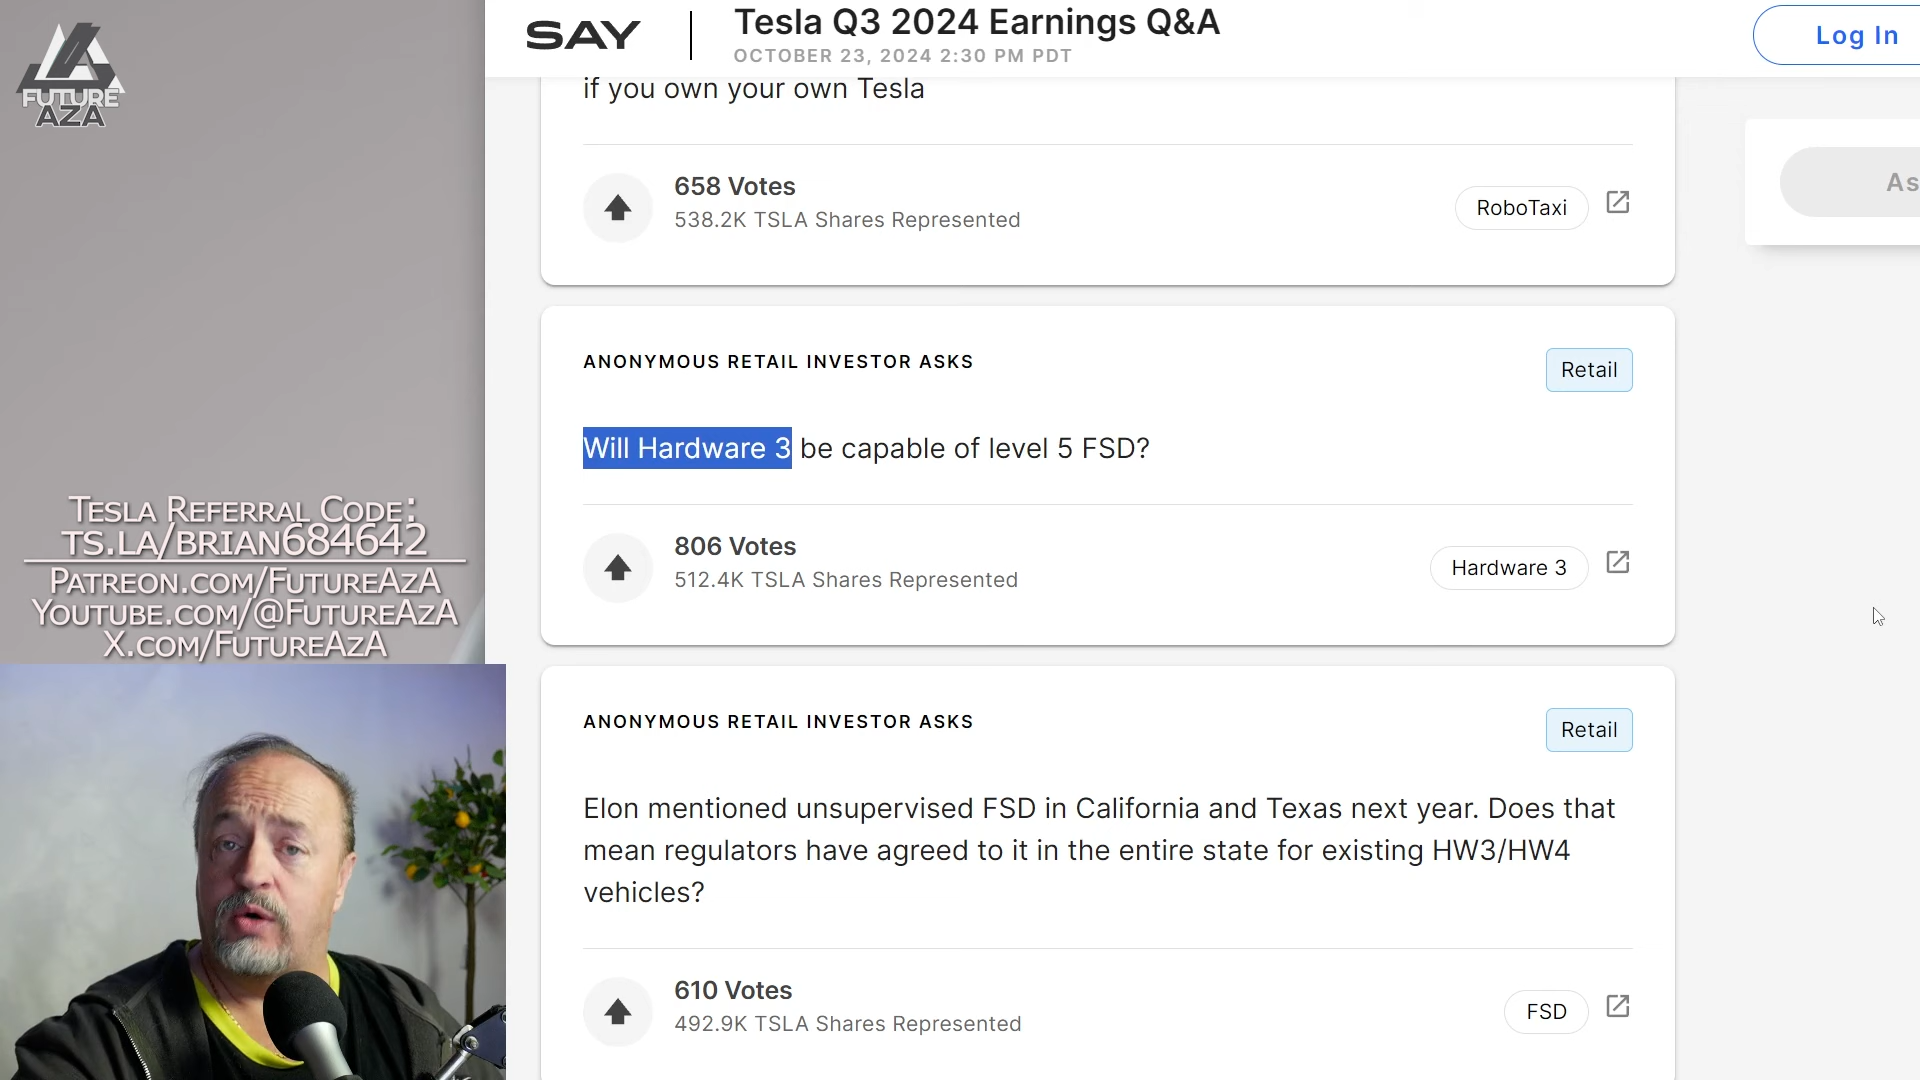 FUTURE
AZA
SAY
Tesla Q3 2024 Earnings Q&A
OCTOBER 23, 2024 2:30 PM PDT
Log In
if you own your own Tesla
658 Votes
538.2K TSLA Shares Represented
RoboTaxi
As
ANONYMOUS RETAIL INVESTOR ASKS
Retail
Will Hardware 3 be capable of level 5 FSD?
806 Votes
512.4K TSLA Shares Represented
Hardware 3
ANONYMOUS RETAIL INVESTOR ASKS
Retail
Elon mentioned unsupervised FSD in California and Texas next year. Does that
mean regulators have agreed to it in the entire state for existing HW3/HW4
vehicles?
610 Votes
492.9K TSLA Shares Represented
FSD
Tesla Referral Code:
ts.la/brian684642
Patreon.com/FutureAzA
Youtube.com/@FutureAzA
X.com/FutureAzA